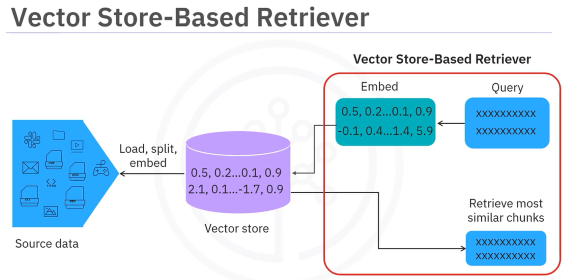 Vector Store-Based Retriever
Vector Store-Based Retriever
Embed
Query
0.5, 0.2...0.1, 0.9
-0.1, 0.4...1.4, 5.9
xxxxxxxxxx
xxxxxxxxxx
Load, split,
embed
0.5, 0.2...0.1, 0.9
2.1, 0.1...-1.7, 0.9
Source data
Vector store
Retrieve most
similar chunks
xxxxxxxxxx
xxxxxxxxxx